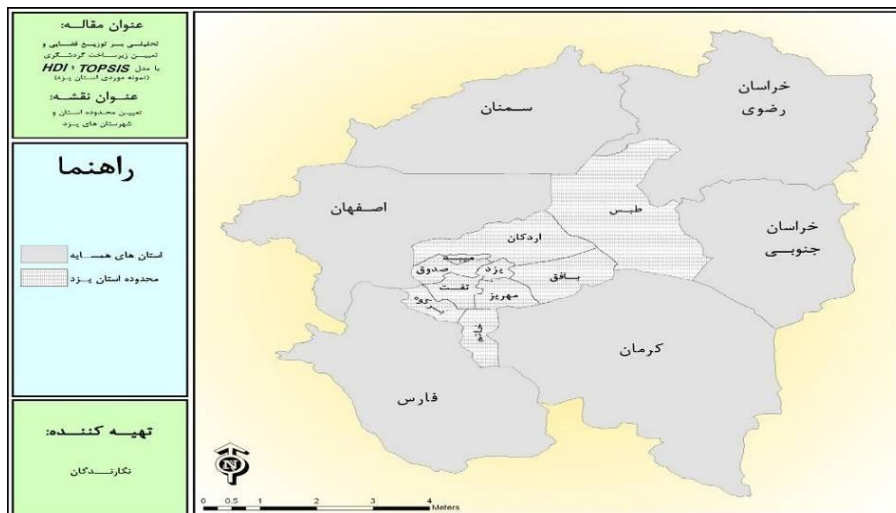 عنوان مقاله:
تحلیلی بر توزیع فضایی و
تعیین زیرساخت گردشگری
با مدل TOPSIS و HDI
(نمونه موردی استان یزد)
عنوان نقشه:
تعیین محدوده استان و
شهرستان های یزد
راهنما
استان های همسایه
محدوده استان یزد
تهیه کننده:
نگارندگان
خراسان
رضوی
سمنان
اصفهان
طبس
خراسان
جنوبی
اردکان
میبد
صدوق
یزد
بافق
تفت
مهریز
خاتم
کرمان
فارس
N
0 0.5 1 2 3 4
Meters